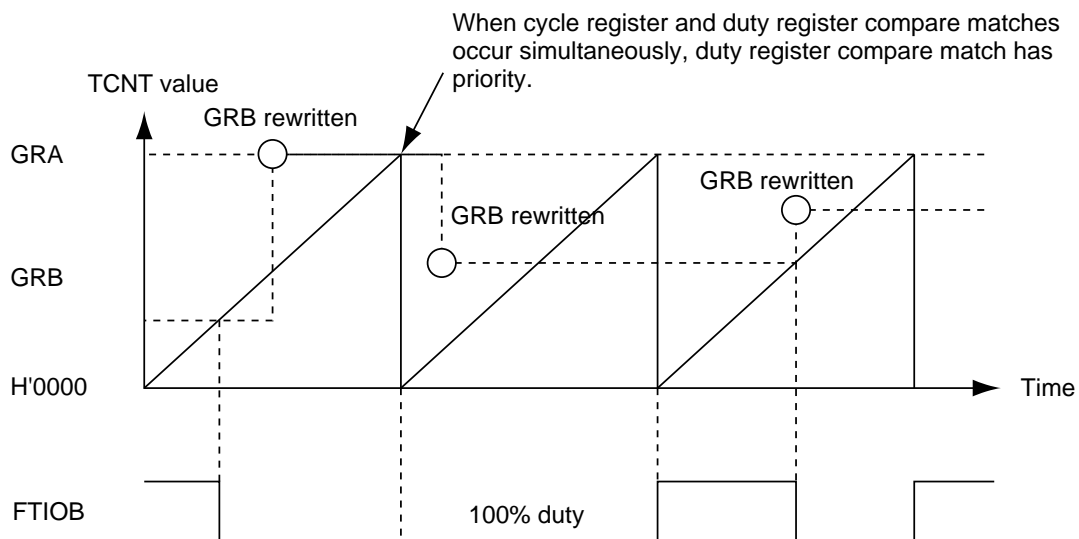 When cycle register and duty register compare matches
occur simultaneously, duty register compare match has
priority.
TCNT value
GRB rewritten
GRA
GRB rewritten
GRB rewritten
GRB
H'0000
Time
FTIOB
100% duty